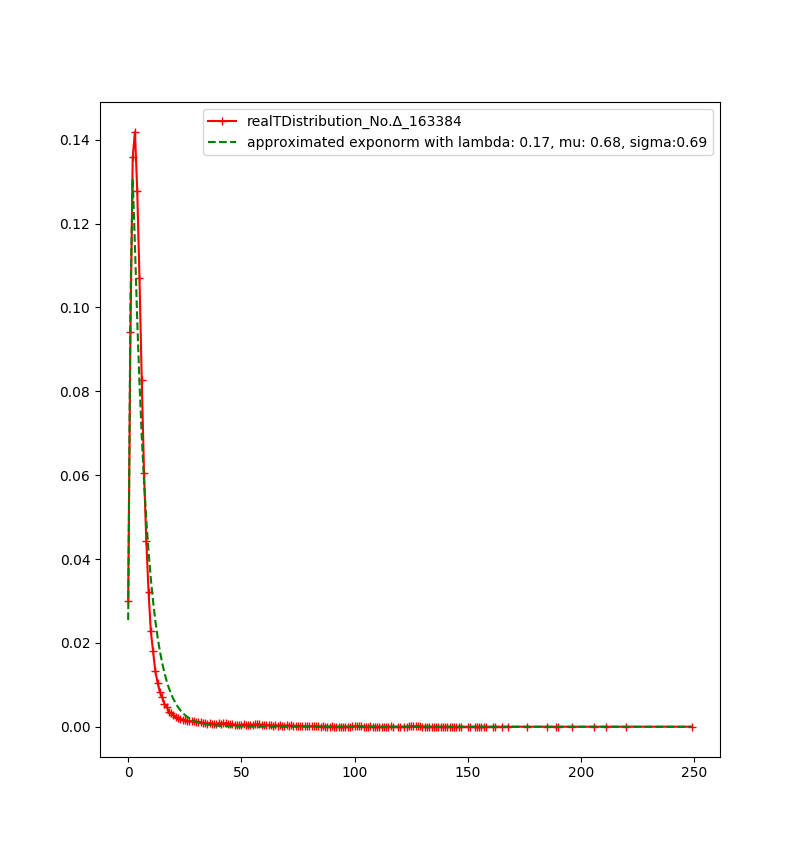 realTDistribution_No.Δ_163384
approximated exponorm with lambda: 0.17, mu: 0.68, sigma:0.69
0.14
0.12
0.10
0.08
0.06
0.04
0.02
0.00
0 50 100 150 200 250